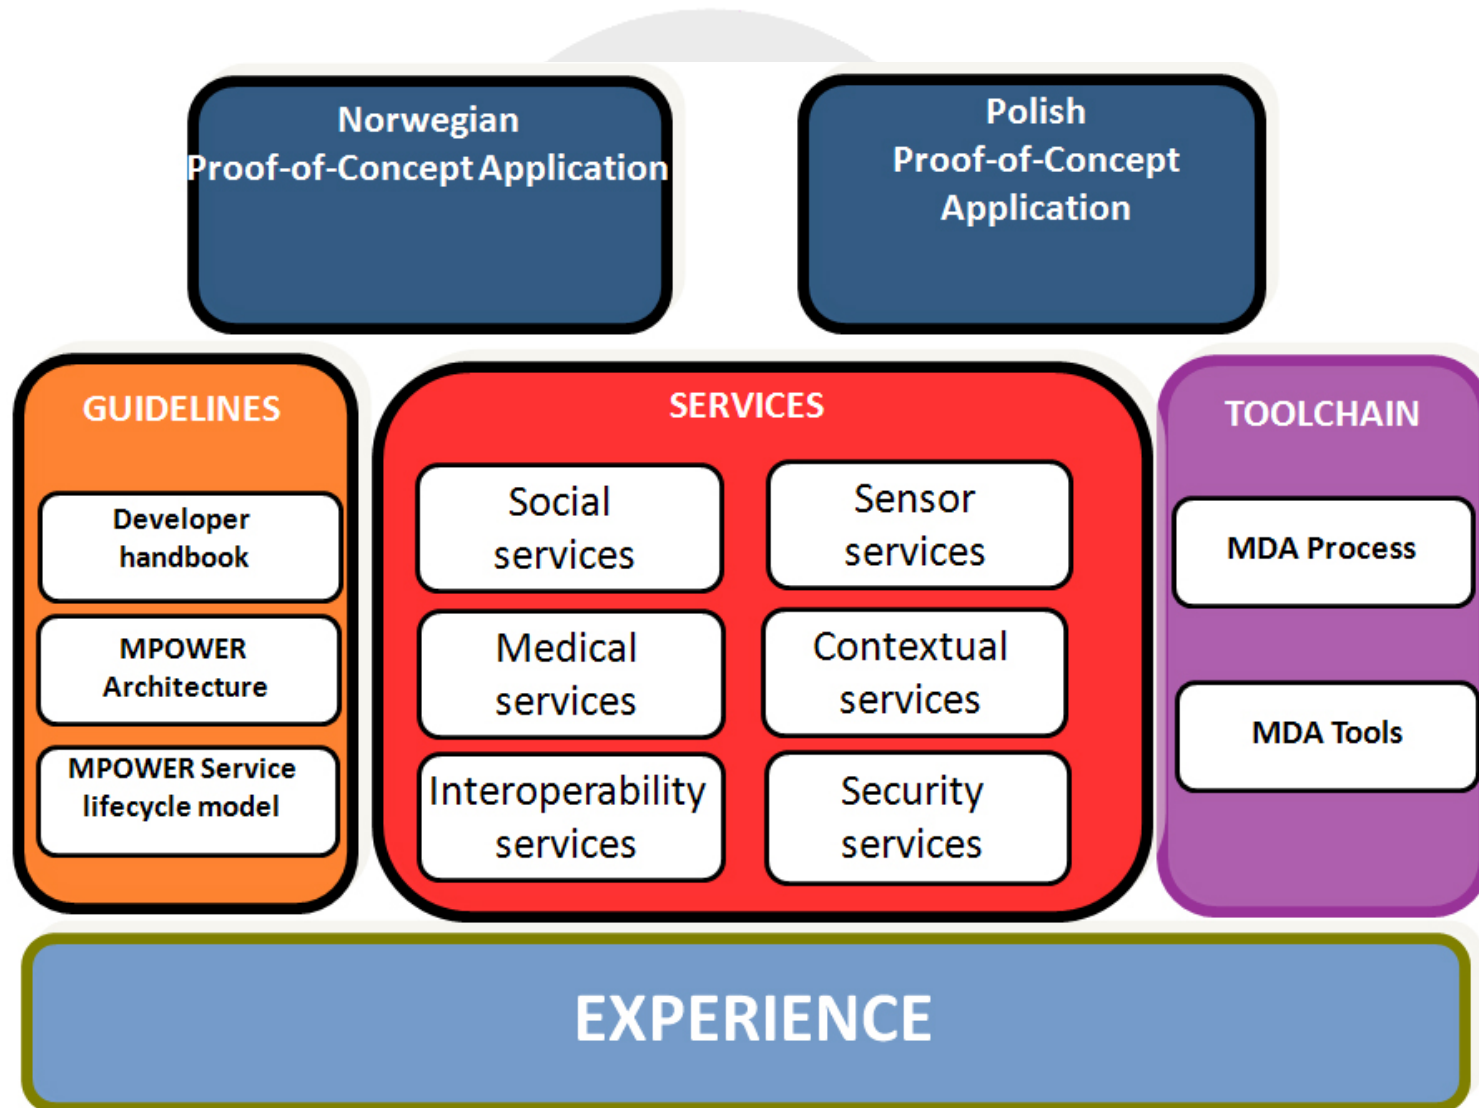 Norwegian
Proof-of-Concept Application
Polish
Proof-of-Concept
Application
GUIDELINES
Developer
handbook
MPOWER
Architecture
MPOWER Service
lifecycle model
SERVICES
Social
services
Sensor
services
Medical
services
Contextual
services
Interoperability
services
Security
services
TOOLCHAIN
MDA Process
MDA Tools
EXPERIENCE